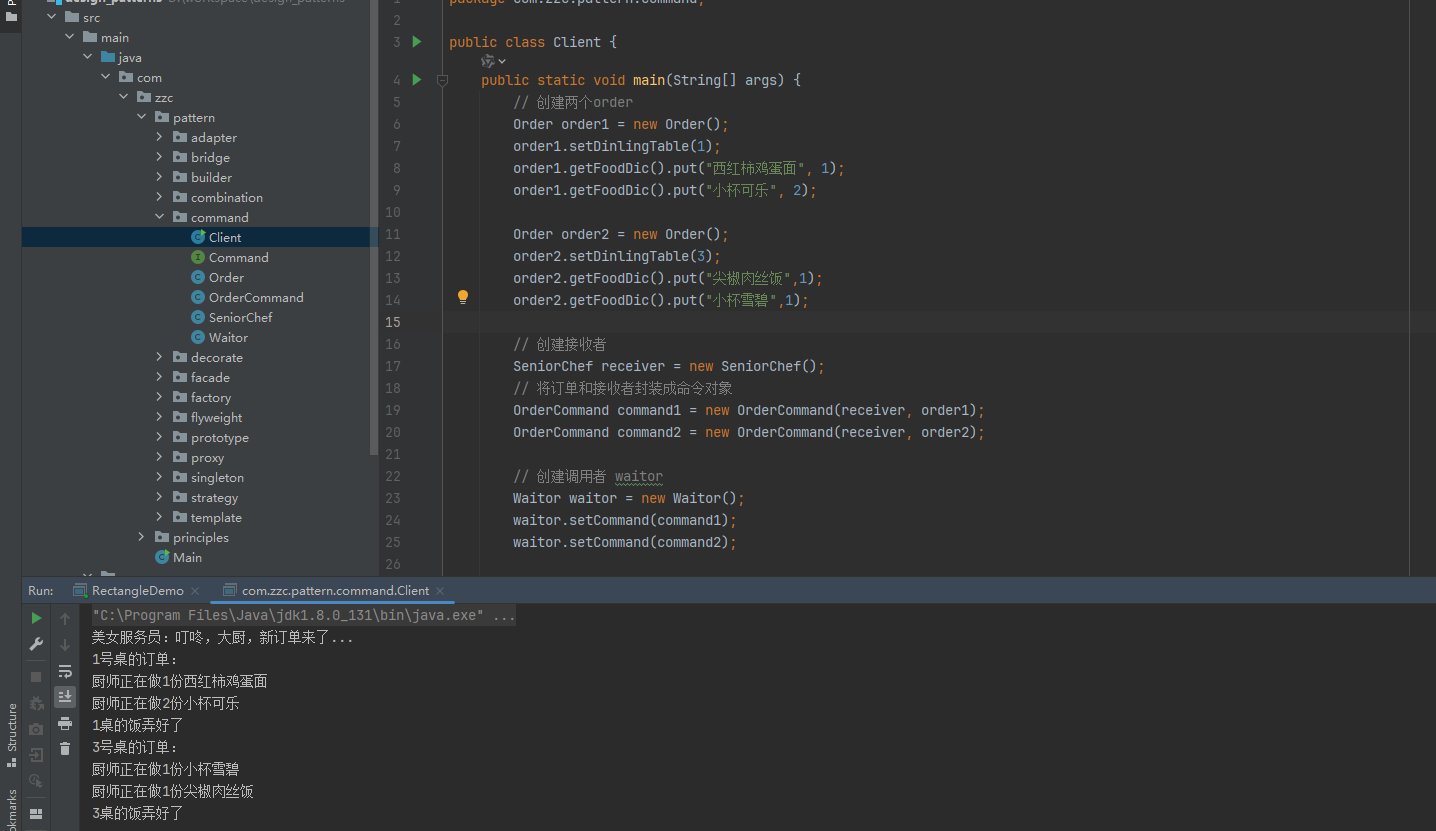 design_patterns D:\workspace\design_patterns
src
main
java
com
zzc
pattern
adapter
bridge
builder
combination
command
Client
Command
Order
OrderCommand
SeniorChef
Waitor
decorate
facade
factory
flyweight
prototype
proxy
singleton
strategy
template
principles
Main
1 package com.zzc.pattern.command;
2
3 public class Client {
4 public static void main(String[] args) {
5 // 创建两个order
6 Order order1 = new Order();
7 order1.setDinlingTable(1);
8 order1.getFoodDic().put("西红柿鸡蛋面", 1);
9 order1.getFoodDic().put("小杯可乐", 2);
10
11 Order order2 = new Order();
12 order2.setDinlingTable(3);
13 order2.getFoodDic().put("尖椒肉丝饭",1);
14 order2.getFoodDic().put("小杯雪碧",1);
15
16 // 创建接收者
17 SeniorChef receiver = new SeniorChef();
18 // 将订单和接收者封装成命令对象
19 OrderCommand command1 = new OrderCommand(receiver, order1);
20 OrderCommand command2 = new OrderCommand(receiver, order2);
21
22 // 创建调用者 waitor
23 Waitor waitor = new Waitor();
24 waitor.setCommand(command1);
25 waitor.setCommand(command2);
26
Run: RectangleDemo com.zzc.pattern.command.Client
"C:\Program Files\Java\jdk1.8.0_131\bin\java.exe" ...
美女服务员：叮咚，大厨，新订单来了...
1号桌的订单：
厨师正在做1份西红柿鸡蛋面
厨师正在做2份小杯可乐
1桌的饭弄好了
3号桌的订单：
厨师正在做1份小杯雪碧
厨师正在做1份尖椒肉丝饭
3桌的饭弄好了
Structure